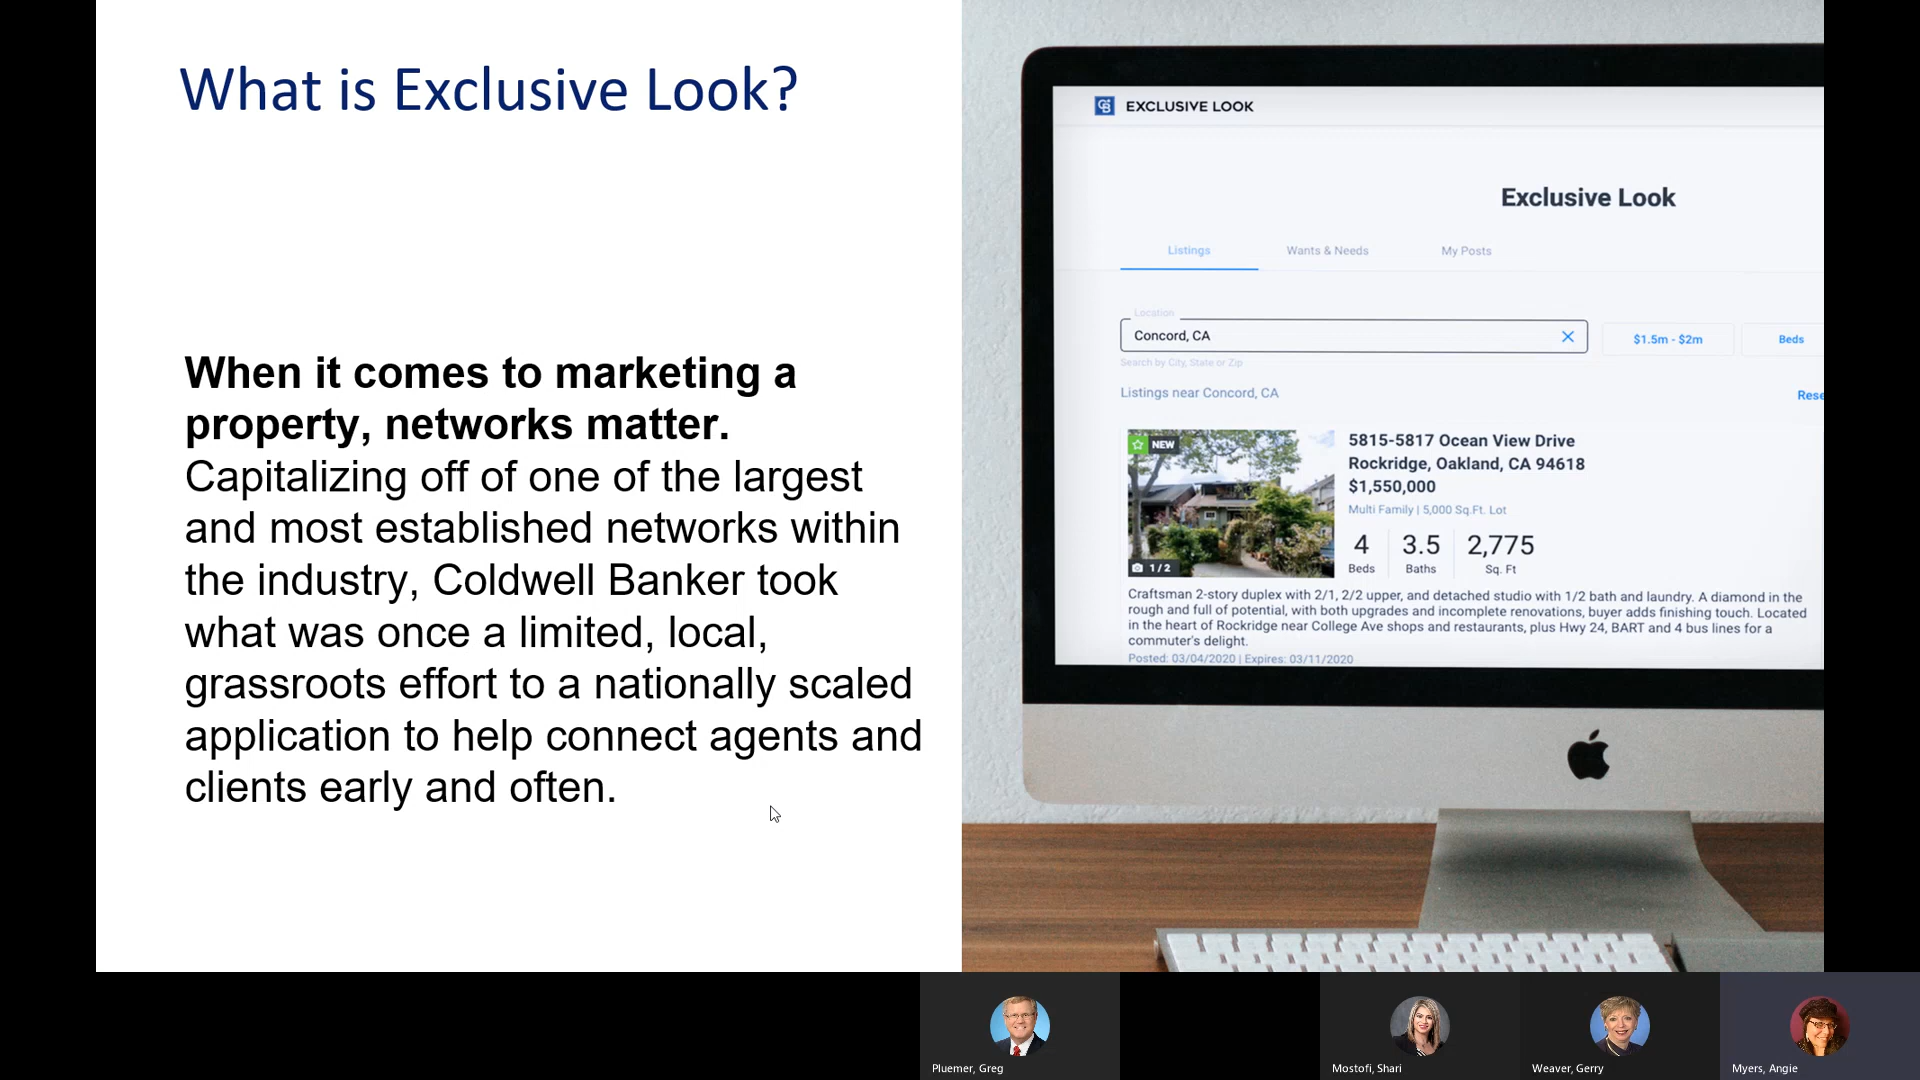 What is Exclusive Look?
When it comes to marketing a
property, networks matter.
Capitalizing off of one of the largest
and most established networks within
the industry, Coldwell Banker took
what was once a limited, local,
grassroots effort to a nationally scaled
application to help connect agents and
clients early and often.
CB EXCLUSIVE LOOK
Exclusive Look
Listings Wants & Needs My Posts
Location
Concord, CA
$1.5m - $2m Beds
Search by City, State or Zip
Listings near Concord, CA
Rese
NEW
1 / 2
5815-5817 Ocean View Drive
Rockridge, Oakland, CA 94618
$1,550,000
Multi Family | 5,000 Sq.Ft. Lot
4 3.5 2,775
Beds Baths Sq. Ft
Craftsman 2-story duplex with 2/1, 2/2 upper, and detached studio with 1/2 bath and laundry. A diamond in the
rough and full of potential, with both upgrades and incomplete renovations, buyer adds finishing touch. Located
in the heart of Rockridge near College Ave shops and restaurants, plus Hwy 24, BART and 4 bus lines for a
commuter's delight.
Posted: 03/04/2020 | Expires: 03/11/2020
Pluemer, Greg
Mostofi, Shari
Weaver, Gerry
Myers, Angie